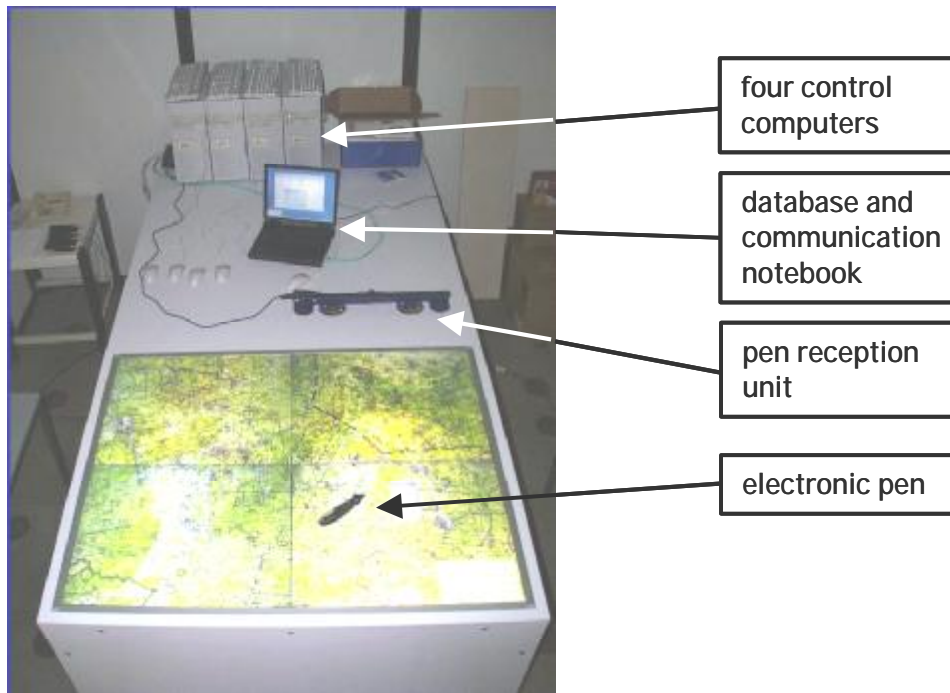 four control
computers
database and
communication
notebook
pen reception
unit
electronic pen